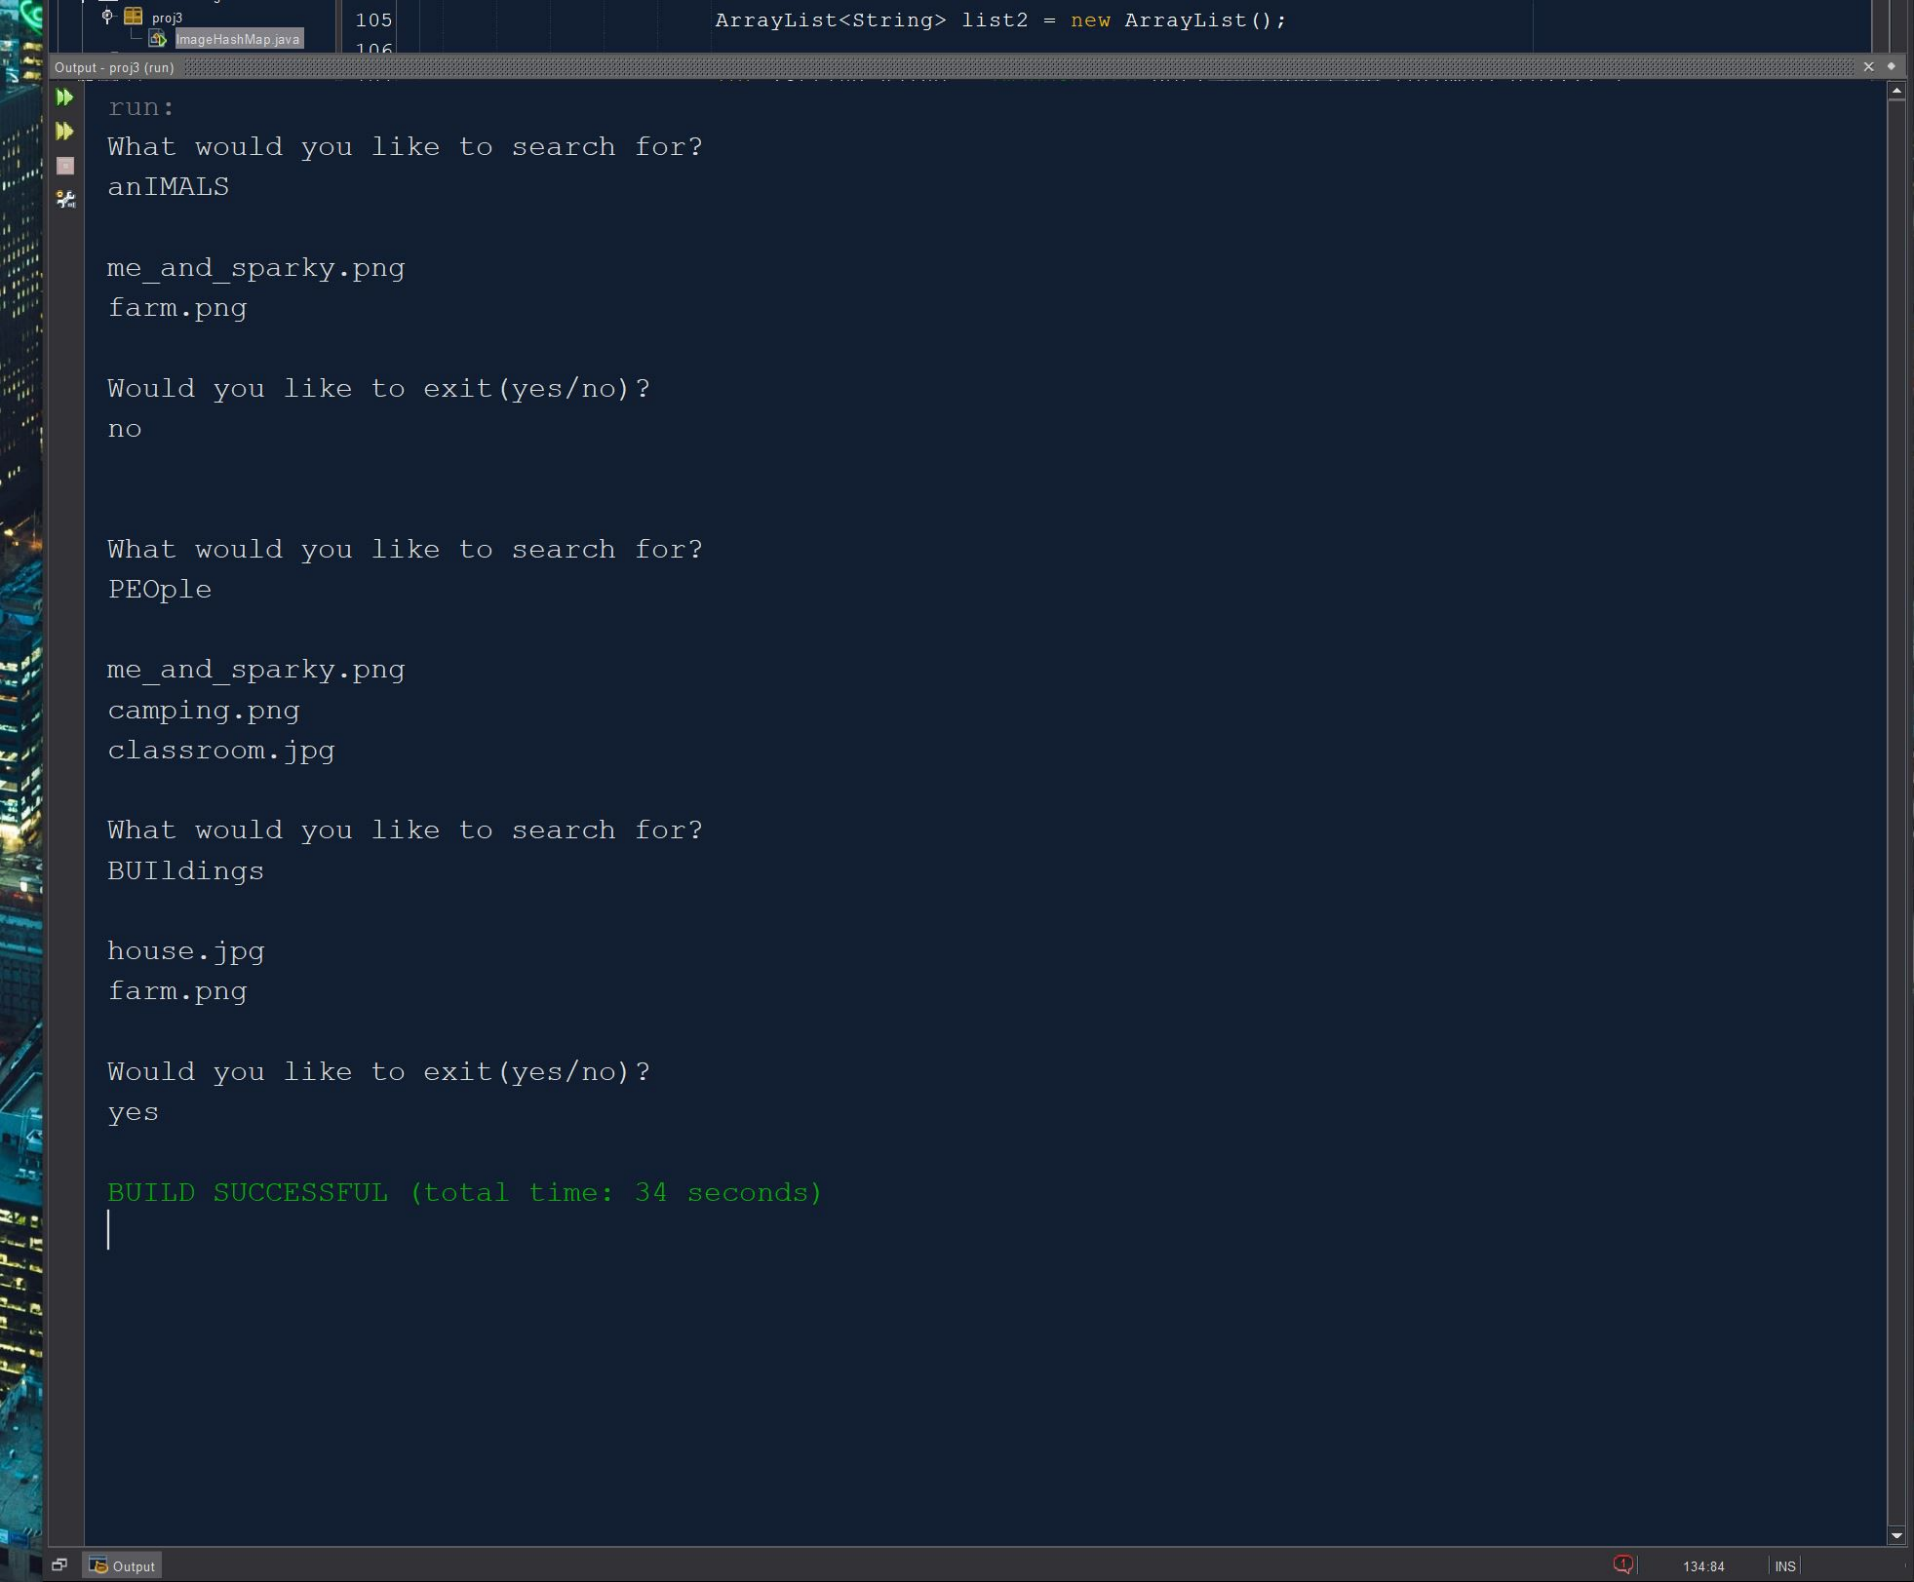 proj3
ImageHashMap.java
105 ArrayList<String> list2 = new ArrayList();
106
Output - proj3 (run)
run:
What would you like to search for?
anIMALS
me_and_sparky.png
farm.png
Would you like to exit(yes/no)?
no
What would you like to search for?
PEOple
me_and_sparky.png
camping.png
classroom.jpg
What would you like to search for?
BUIldings
house.jpg
farm.png
Would you like to exit(yes/no)?
yes
BUILD SUCCESSFUL (total time: 34 seconds)
Output
1 134:84 INS